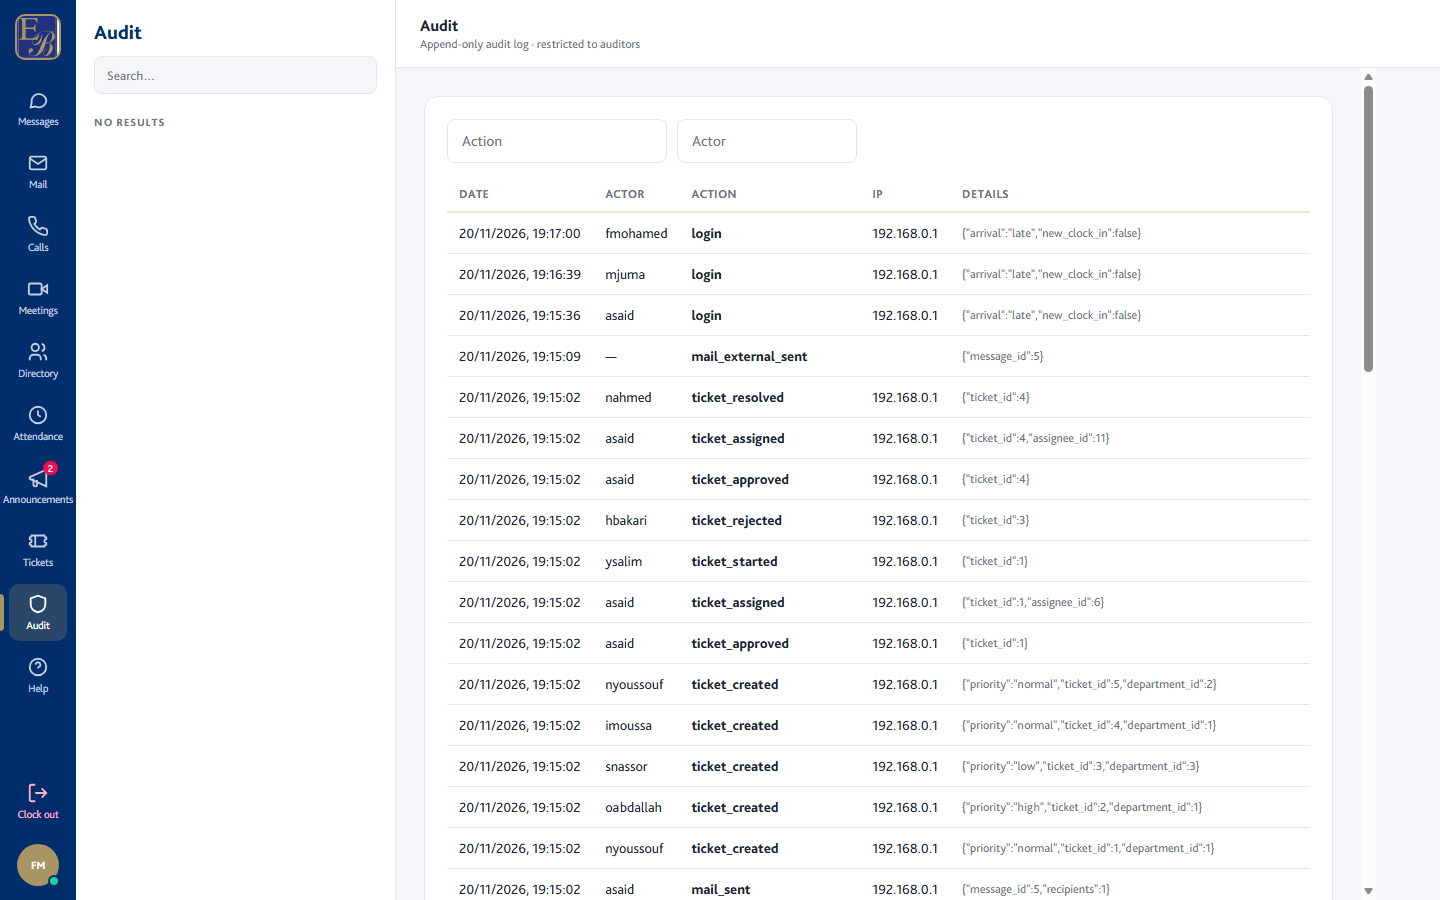 EB
Messages
Mail
Calls
Meetings
Directory
Attendance
2
Announcements
Tickets
Audit
Help
Clock out
FM
Audit
Search...
NO RESULTS
Audit
Append-only audit log · restricted to auditors
Action Actor
DATE ACTOR ACTION IP DETAILS
20/11/2026, 19:17:00 fmohamed login 192.168.0.1 {"arrival":"late","new_clock_in":false}
20/11/2026, 19:16:39 mjuma login 192.168.0.1 {"arrival":"late","new_clock_in":false}
20/11/2026, 19:15:36 asaid login 192.168.0.1 {"arrival":"late","new_clock_in":false}
20/11/2026, 19:15:09 — mail_external_sent {"message_id":5}
20/11/2026, 19:15:02 nahmed ticket_resolved 192.168.0.1 {"ticket_id":4}
20/11/2026, 19:15:02 asaid ticket_assigned 192.168.0.1 {"ticket_id":4,"assignee_id":11}
20/11/2026, 19:15:02 asaid ticket_approved 192.168.0.1 {"ticket_id":4}
20/11/2026, 19:15:02 hbakari ticket_rejected 192.168.0.1 {"ticket_id":3}
20/11/2026, 19:15:02 ysalim ticket_started 192.168.0.1 {"ticket_id":1}
20/11/2026, 19:15:02 asaid ticket_assigned 192.168.0.1 {"ticket_id":1,"assignee_id":6}
20/11/2026, 19:15:02 asaid ticket_approved 192.168.0.1 {"ticket_id":1}
20/11/2026, 19:15:02 nyoussouf ticket_created 192.168.0.1 {"priority":"normal","ticket_id":5,"department_id":2}
20/11/2026, 19:15:02 imoussa ticket_created 192.168.0.1 {"priority":"normal","ticket_id":4,"department_id":1}
20/11/2026, 19:15:02 snassor ticket_created 192.168.0.1 {"priority":"low","ticket_id":3,"department_id":3}
20/11/2026, 19:15:02 oabdallah ticket_created 192.168.0.1 {"priority":"high","ticket_id":2,"department_id":1}
20/11/2026, 19:15:02 nyoussouf ticket_created 192.168.0.1 {"priority":"normal","ticket_id":1,"department_id":1}
20/11/2026, 19:15:02 asaid mail_sent 192.168.0.1 {"message_id":5,"recipients":1}